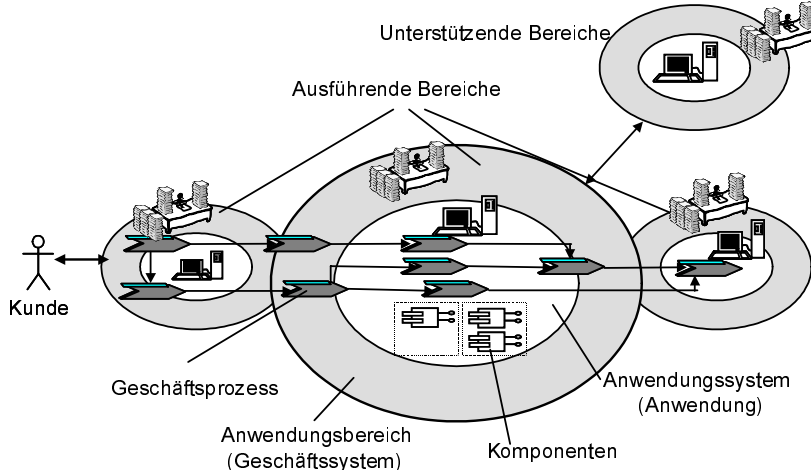 Unterstützende Bereiche
Ausführende Bereiche
Kunde
Geschäftsprozess
Anwendungssystem
(Anwendung)
Anwendungsbereich
(Geschäftssystem)
Komponenten